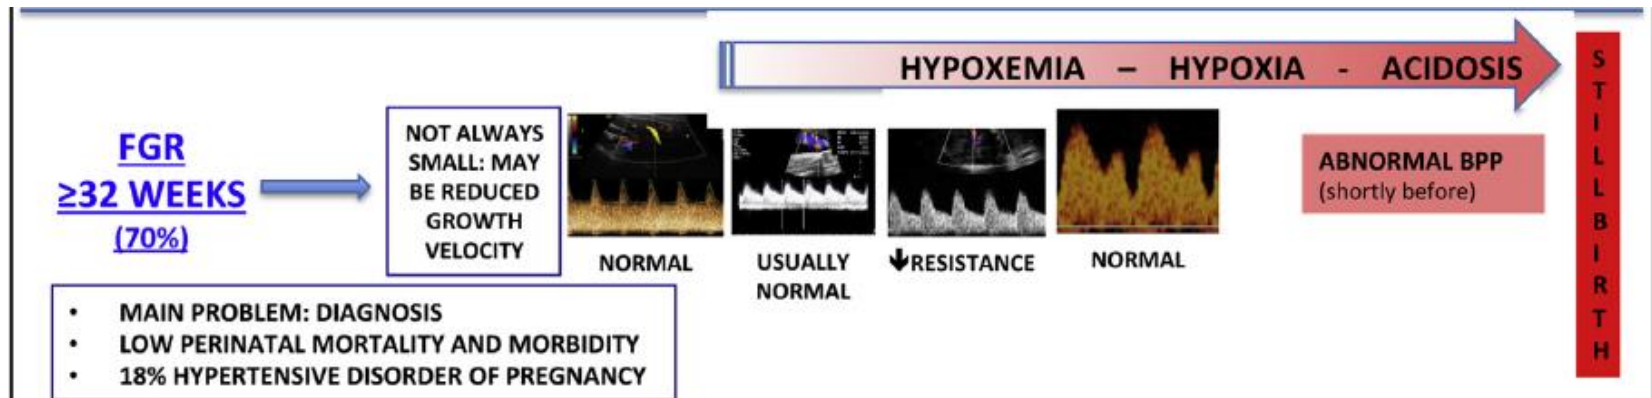 HYPOXEMIA – HYPOXIA - ACIDOSIS
STILLBIRTH
FGR
≥32 WEEKS
(70%)
NOT ALWAYS
SMALL: MAY
BE REDUCED
GROWTH
VELOCITY
NORMAL
USUALLY
NORMAL
🡻RESISTANCE
NORMAL
ABNORMAL BPP
(shortly before)
• MAIN PROBLEM: DIAGNOSIS
• LOW PERINATAL MORTALITY AND MORBIDITY
• 18% HYPERTENSIVE DISORDER OF PREGNANCY